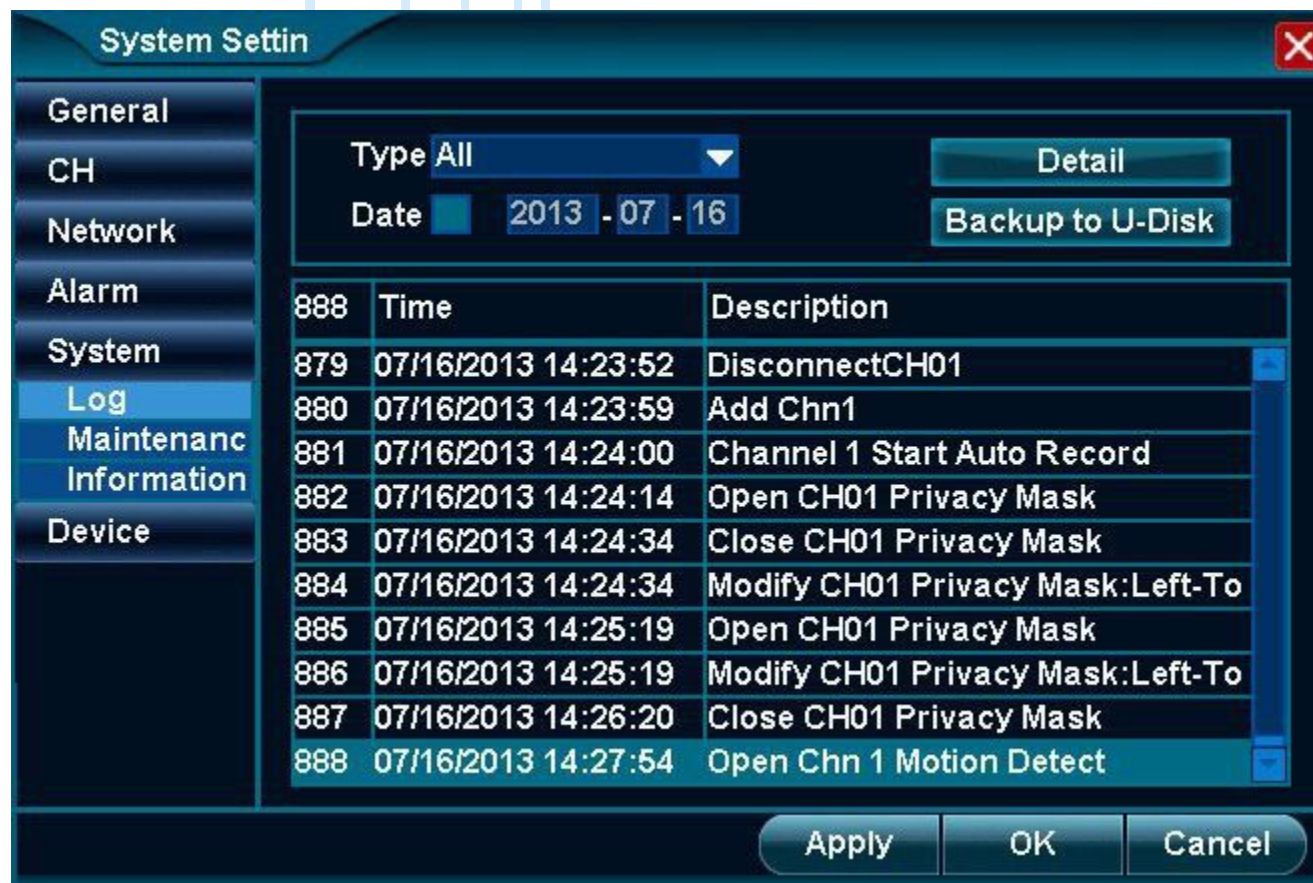 System Settin
General
CH
Network
Alarm
System
Log
Maintenanc
Information
Device
Type All
Date 2013 - 07 - 16
Detail
Backup to U-Disk
888 Time Description
879 07/16/2013 14:23:52 DisconnectCH01
880 07/16/2013 14:23:59 Add Chn1
881 07/16/2013 14:24:00 Channel 1 Start Auto Record
882 07/16/2013 14:24:14 Open CH01 Privacy Mask
883 07/16/2013 14:24:34 Close CH01 Privacy Mask
884 07/16/2013 14:24:34 Modify CH01 Privacy Mask:Left-To
885 07/16/2013 14:25:19 Open CH01 Privacy Mask
886 07/16/2013 14:25:19 Modify CH01 Privacy Mask:Left-To
887 07/16/2013 14:26:20 Close CH01 Privacy Mask
888 07/16/2013 14:27:54 Open Chn 1 Motion Detect
Apply OK Cancel